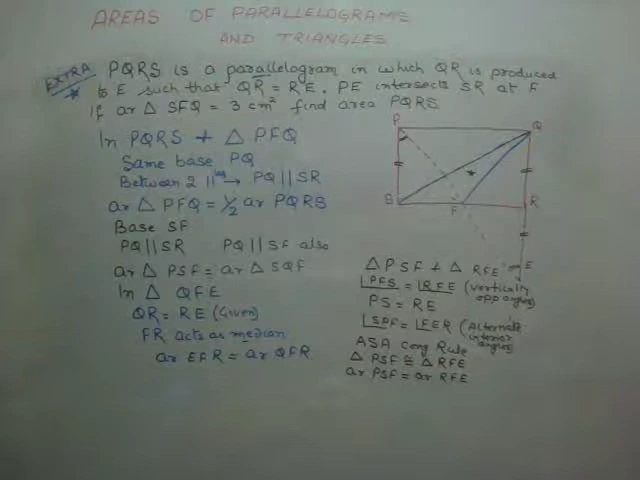 AREAS OF PARALLELOGRAMS
AND TRIANGLES
EXTRA
PQRS is a parallelogram in which QR is produced
to E such that QR = RE. PE intersects SR at F
If ar △ SFQ = 3 cm² find area PQRS
In PQRS + △ PFQ
Same base PQ
Between 2 || PQ || SR
ar △ PFQ = 1/2 ar PQRS
Base SF
PQ || SR PQ || SF also
ar △ PSF = ar △ SQF
In △ QFE
QR = RE (Given)
FR acts as median
ar EFR = ar QFR
P
Q
S
F
R
E
△ PSF + △ RFE
∠PFS = ∠RFE (Vertically opp angles)
PS = RE
∠SPF = ∠FER (Alternate interior angles)
ASA Cong Rule
△ PSF ≅ △ RFE
ar PSF = ar RFE